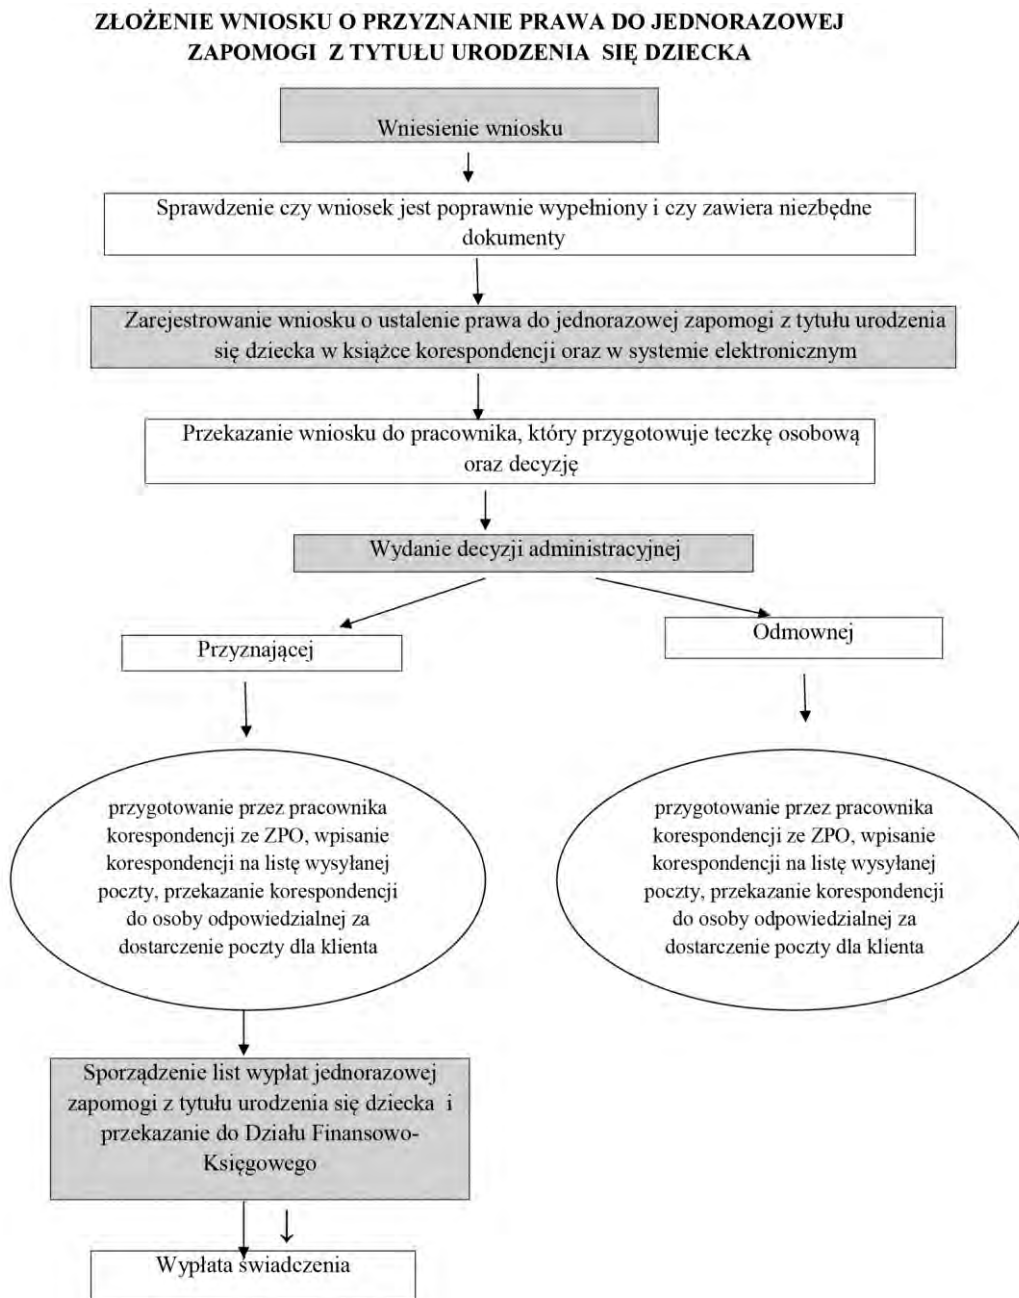 ZŁOŻENIE WNIOSKU O PRZYZNANIE PRAWA DO JEDNORAZOWEJ
ZAPOMOGI Z TYTUŁU URODZENIA SIĘ DZIECKA
Wniesienie wniosku
Sprawdzenie czy wniosek jest poprawnie wypełniony i czy zawiera niezbędne
dokumenty
Zarejestrowanie wniosku o ustalenie prawa do jednorazowej zapomogi z tytułu urodzenia
się dziecka w książce korespondencji oraz w systemie elektronicznym
Przekazanie wniosku do pracownika, który przygotowuje teczkę osobową
oraz decyzję
Wydanie decyzji administracyjnej
Przyznającej
Odmownej
przygotowanie przez pracownika
korespondencji ze ZPO, wpisanie
korespondencji na listę wysyłanej
poczty, przekazanie korespondencji
do osoby odpowiedzialnej za
dostarczenie poczty dla klienta
przygotowanie przez pracownika
korespondencji ze ZPO, wpisanie
korespondencji na listę wysyłanej
poczty, przekazanie korespondencji
do osoby odpowiedzialnej za
dostarczenie poczty dla klienta
Sporządzenie list wypłat jednorazowej
zapomogi z tytułu urodzenia się dziecka i
przekazanie do Działu Finansowo-
Księgowego
Wypłata świadczenia